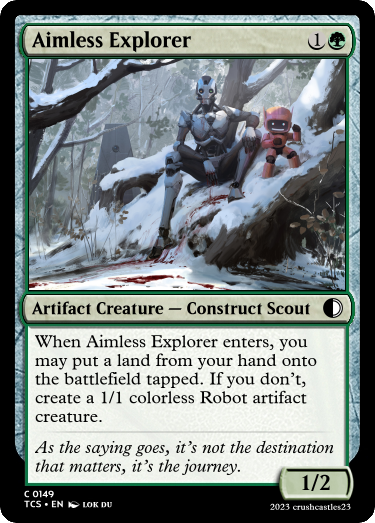 Aimless Explorer 1
Artifact Creature — Construct Scout
When Aimless Explorer enters, you
may put a land from your hand onto
the battlefield tapped. If you don't,
create a 1/1 colorless Robot artifact
creature.
As the saying goes, it's not the destination
that matters, it's the journey.
1/2
C 0149
TCS • EN LOK DU
2023 crushcastles23